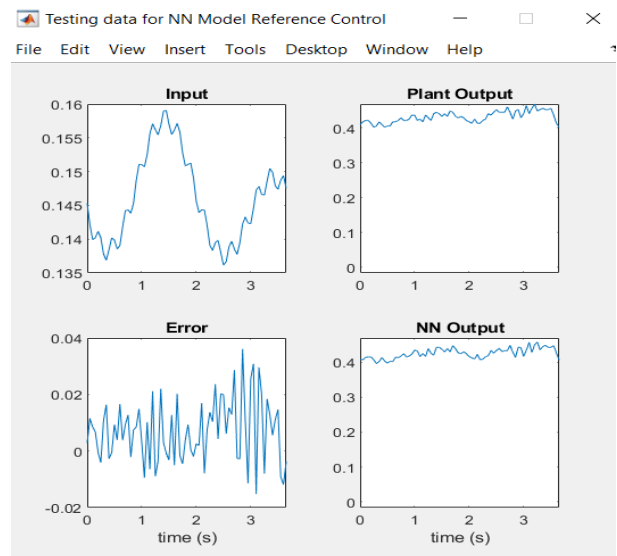 Testing data for NN Model Reference Control
File Edit View Insert Tools Desktop Window Help
Input
0.16
0.155
0.15
0.145
0.14
0.135
0 1 2 3
Plant Output
0.4
0.3
0.2
0.1
0
0 1 2 3
Error
0.04
0.02
0
-0.02
0 1 2 3
time (s)
NN Output
0.4
0.3
0.2
0.1
0
0 1 2 3
time (s)